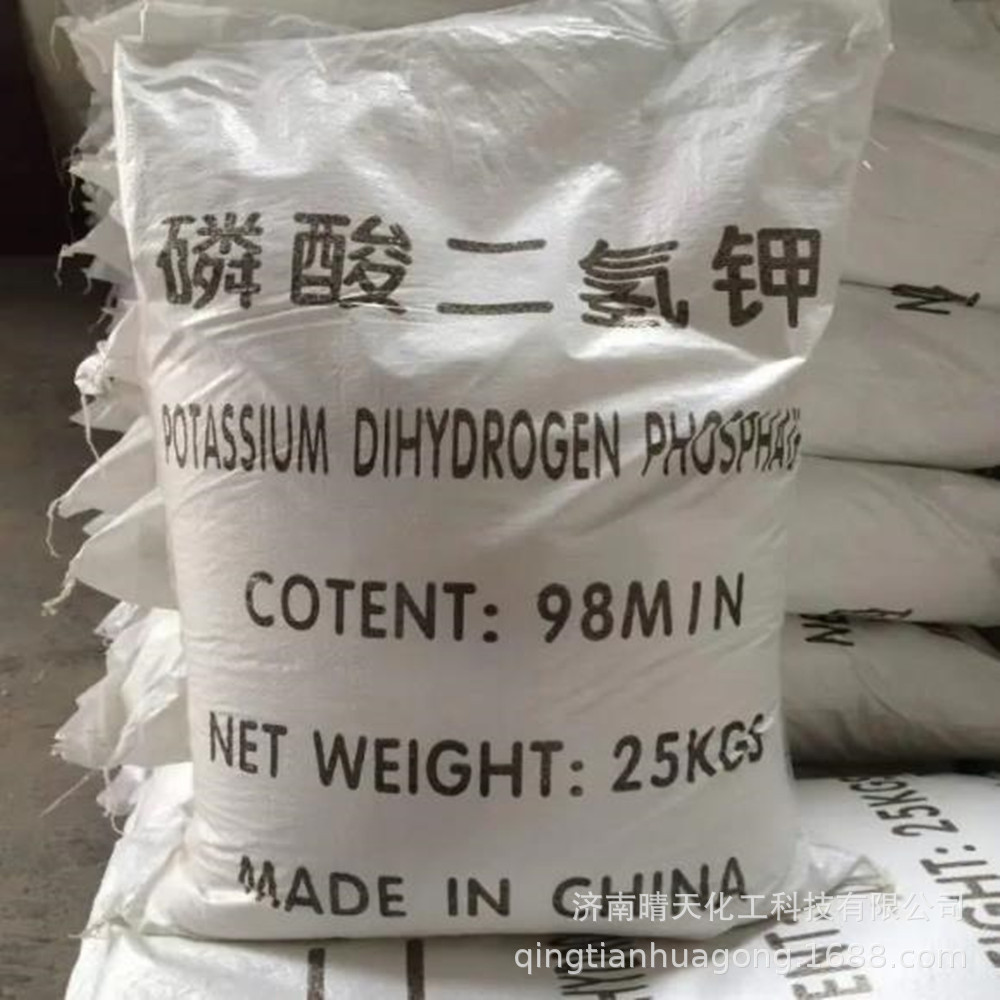 磷酸二氢钾
POTASSIUM DIHYDROGEN
COTENT: 98MIN
NET WEIGHT: 25KGS
MADE IN CHINA
济南晴天化工科技有限公司
qingtianhuagong.1688.com